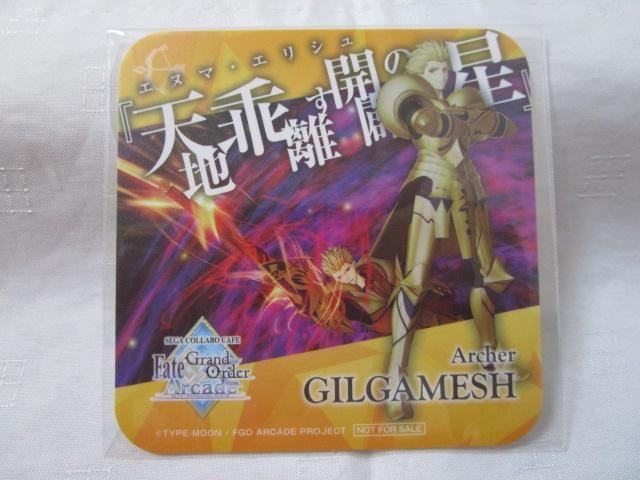 エヌマ・エリシュ
『天地乖離す開闢の星』
SEGA COLLABO CAFE
Fate Grand Order
Arcade
Archer
GILGAMESH
©TYPE-MOON / FGO ARCADE PROJECT NOT FOR SALE